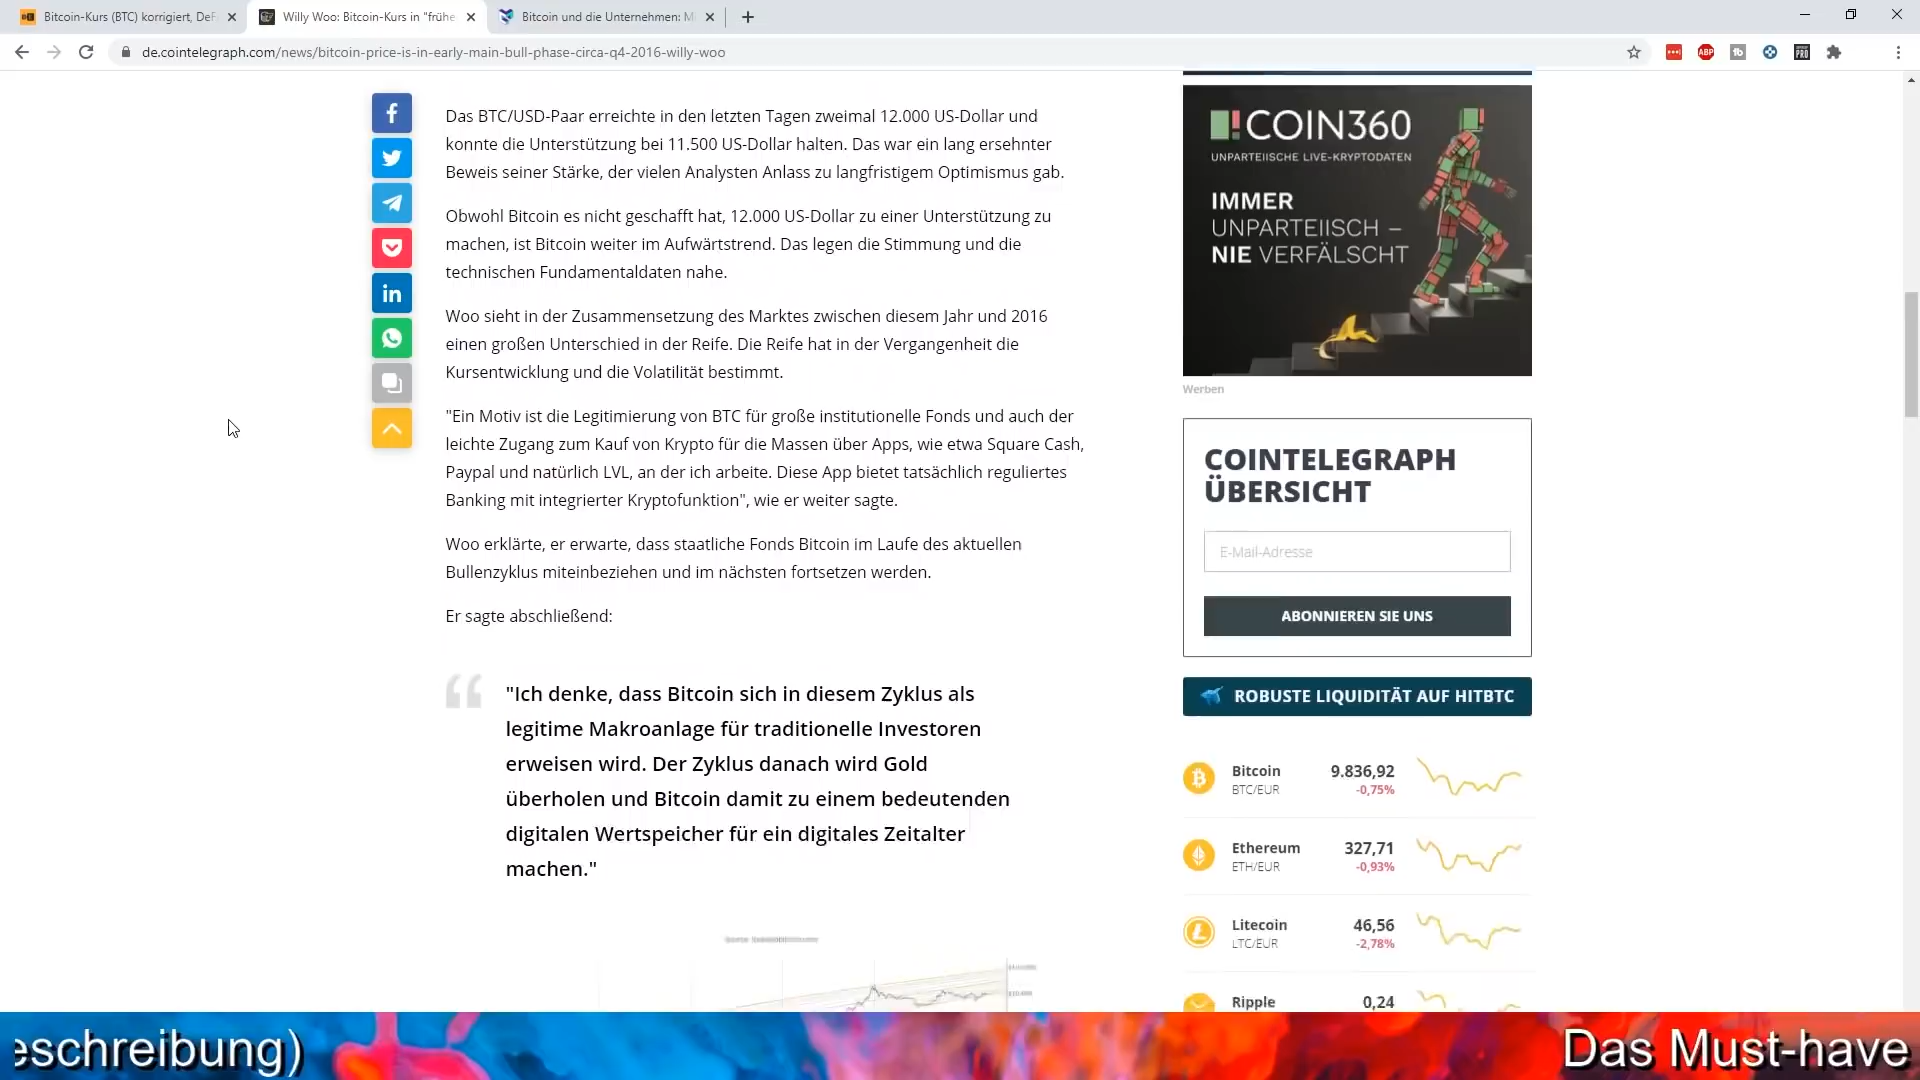 Bitcoin-Kurs (BTC) korrigiert, DeF
Willy Woo: Bitcoin-Kurs in "frühe
Bitcoin und die Unternehmen: M
de.cointelegraph.com/news/bitcoin-price-is-in-early-main-bull-phase-circa-q4-2016-willy-woo
ABP
PRO
Das BTC/USD-Paar erreichte in den letzten Tagen zweimal 12.000 US-Dollar und
konnte die Unterstützung bei 11.500 US-Dollar halten. Das war ein lang ersehnter
Beweis seiner Stärke, der vielen Analysten Anlass zu langfristigem Optimismus gab.
Obwohl Bitcoin es nicht geschafft hat, 12.000 US-Dollar zu einer Unterstützung zu
machen, ist Bitcoin weiter im Aufwärtstrend. Das legen die Stimmung und die
technischen Fundamentaldaten nahe.
Woo sieht in der Zusammensetzung des Marktes zwischen diesem Jahr und 2016
einen großen Unterschied in der Reife. Die Reife hat in der Vergangenheit die
Kursentwicklung und die Volatilität bestimmt.
"Ein Motiv ist die Legitimierung von BTC für große institutionelle Fonds und auch der
leichte Zugang zum Kauf von Krypto für die Massen über Apps, wie etwa Square Cash,
Paypal und natürlich LVL, an der ich arbeite. Diese App bietet tatsächlich reguliertes
Banking mit integrierter Kryptofunktion", wie er weiter sagte.
Woo erklärte, er erwarte, dass staatliche Fonds Bitcoin im Laufe des aktuellen
Bullenzyklus miteinbeziehen und im nächsten fortsetzen werden.
Er sagte abschließend:
"Ich denke, dass Bitcoin sich in diesem Zyklus als
legitime Makroanlage für traditionelle Investoren
erweisen wird. Der Zyklus danach wird Gold
überholen und Bitcoin damit zu einem bedeutenden
digitalen Wertspeicher für ein digitales Zeitalter
machen."
COIN360
UNPARTEIISCHE LIVE-KRYPTODATEN
IMMER
UNPARTEIISCH –
NIE VERFÄLSCHT
Werben
COINTELEGRAPH
ÜBERSICHT
E-Mail-Adresse
ABONNIEREN SIE UNS
ROBUSTE LIQUIDITÄT AUF HITBTC
Bitcoin 9.836,92
BTC/EUR -0,75%
Ethereum 327,71
ETH/EUR -0,93%
Litecoin 46,56
LTC/EUR -2,78%
Ripple 0,24
eschreibung)
Das Must-have